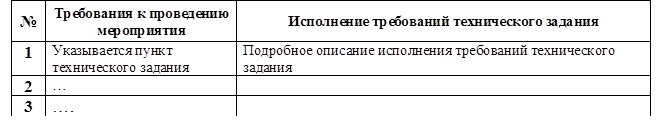 № Требования к проведению мероприятия Исполнение требований технического задания
1 Указывается пункт технического задания Подробное описание исполнения требований технического задания
2 …
3 ….